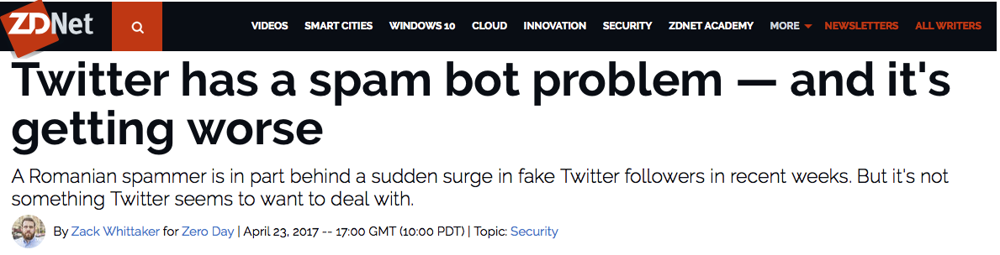 ZDNet
VIDEOS SMART CITIES WINDOWS 10 CLOUD INNOVATION SECURITY ZDNET ACADEMY MORE NEWSLETTERS ALL WRITERS
Twitter has a spam bot problem — and it's
getting worse
A Romanian spammer is in part behind a sudden surge in fake Twitter followers in recent weeks. But it's not
something Twitter seems to want to deal with.
By Zack Whittaker for Zero Day | April 23, 2017 -- 17:00 GMT (10:00 PDT) | Topic: Security